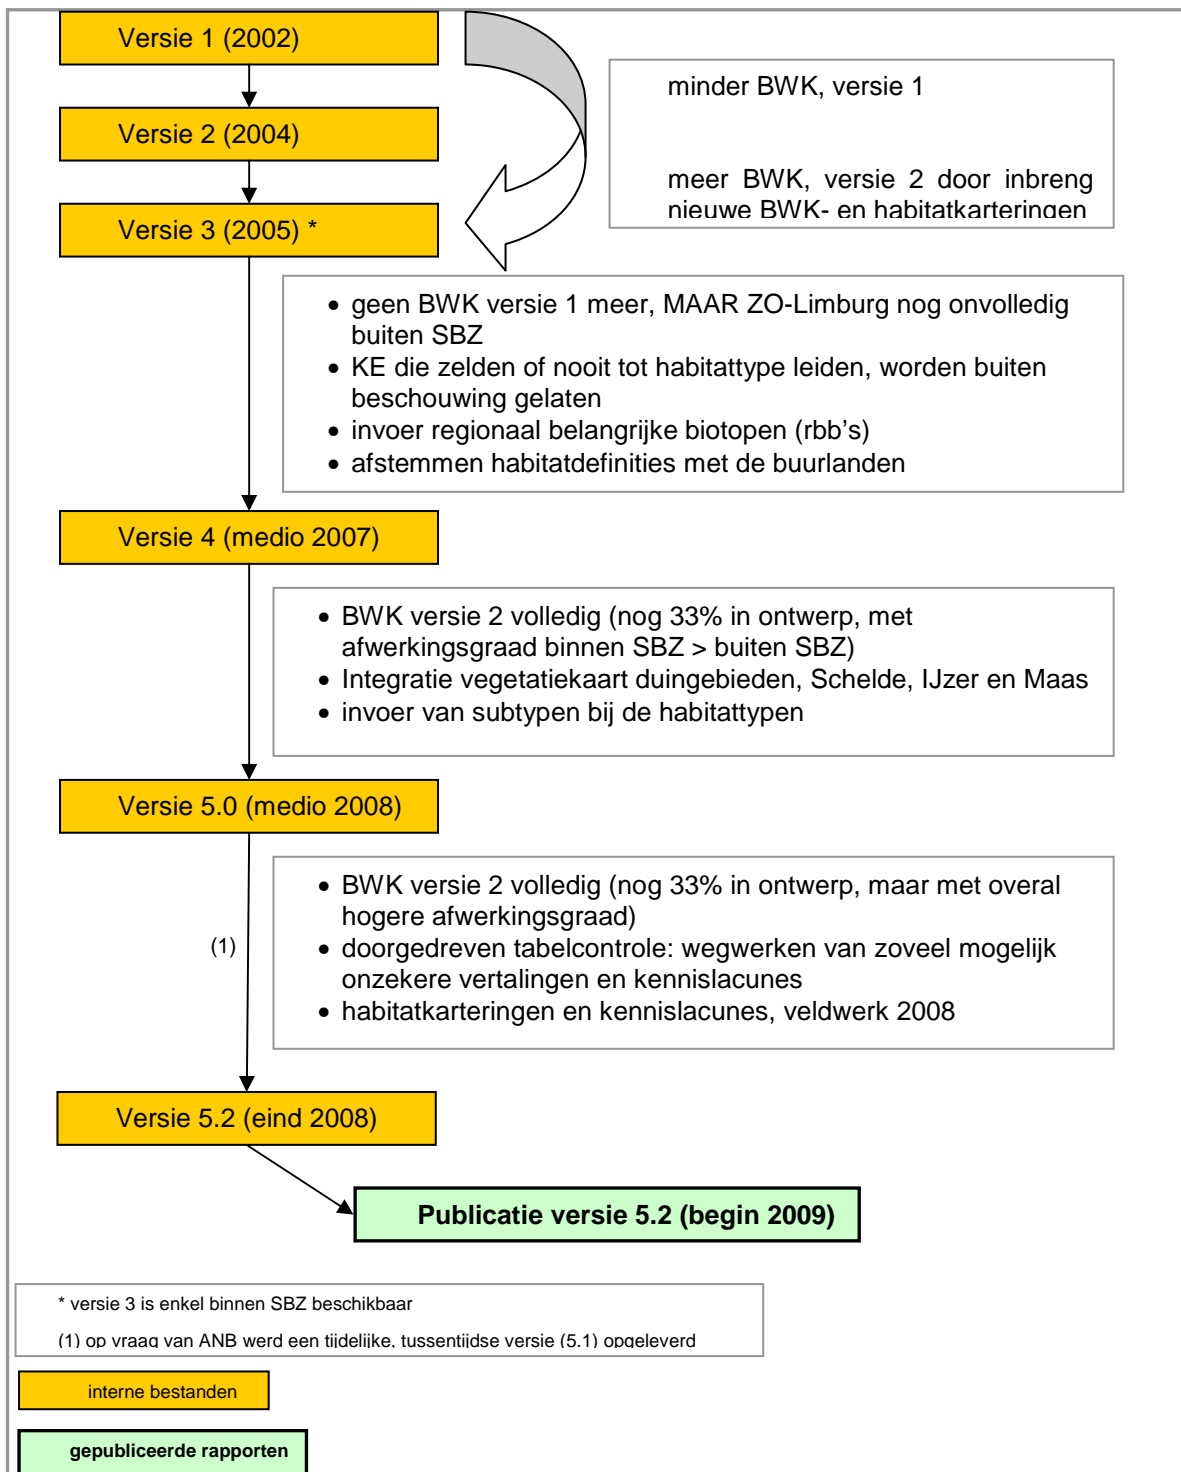 Versie 1 (2002)
minder BWK, versie 1
Versie 2 (2004)
meer BWK, versie 2 door inbreng
nieuwe BWK- en habitatkarteringen
Versie 3 (2005) *
• geen BWK versie 1 meer, MAAR ZO-Limburg nog onvolledig
buiten SBZ
• KE die zelden of nooit tot habitattype leiden, worden buiten
beschouwing gelaten
• invoer regionaal belangrijke biotopen (rbb's)
• afstemmen habitatdefinities met de buurlanden
Versie 4 (medio 2007)
• BWK versie 2 volledig (nog 33% in ontwerp, met
afwerkingsgraad binnen SBZ > buiten SBZ)
• Integratie vegetatiekaart duingebieden, Schelde, IJzer en Maas
• invoer van subtypen bij de habitattypen
Versie 5.0 (medio 2008)
• BWK versie 2 volledig (nog 33% in ontwerp, maar met overal
hogere afwerkingsgraad)
• doorgedreven tabelcontrole: wegwerken van zoveel mogelijk
onzekere vertalingen en kennislacunes
• habitatkarteringen en kennislacunes, veldwerk 2008
(1)
Versie 5.2 (eind 2008)
Publicatie versie 5.2 (begin 2009)
* versie 3 is enkel binnen SBZ beschikbaar
(1) op vraag van ANB werd een tijdelijke, tussentijdse versie (5.1) opgeleverd
interne bestanden
gepubliceerde rapporten